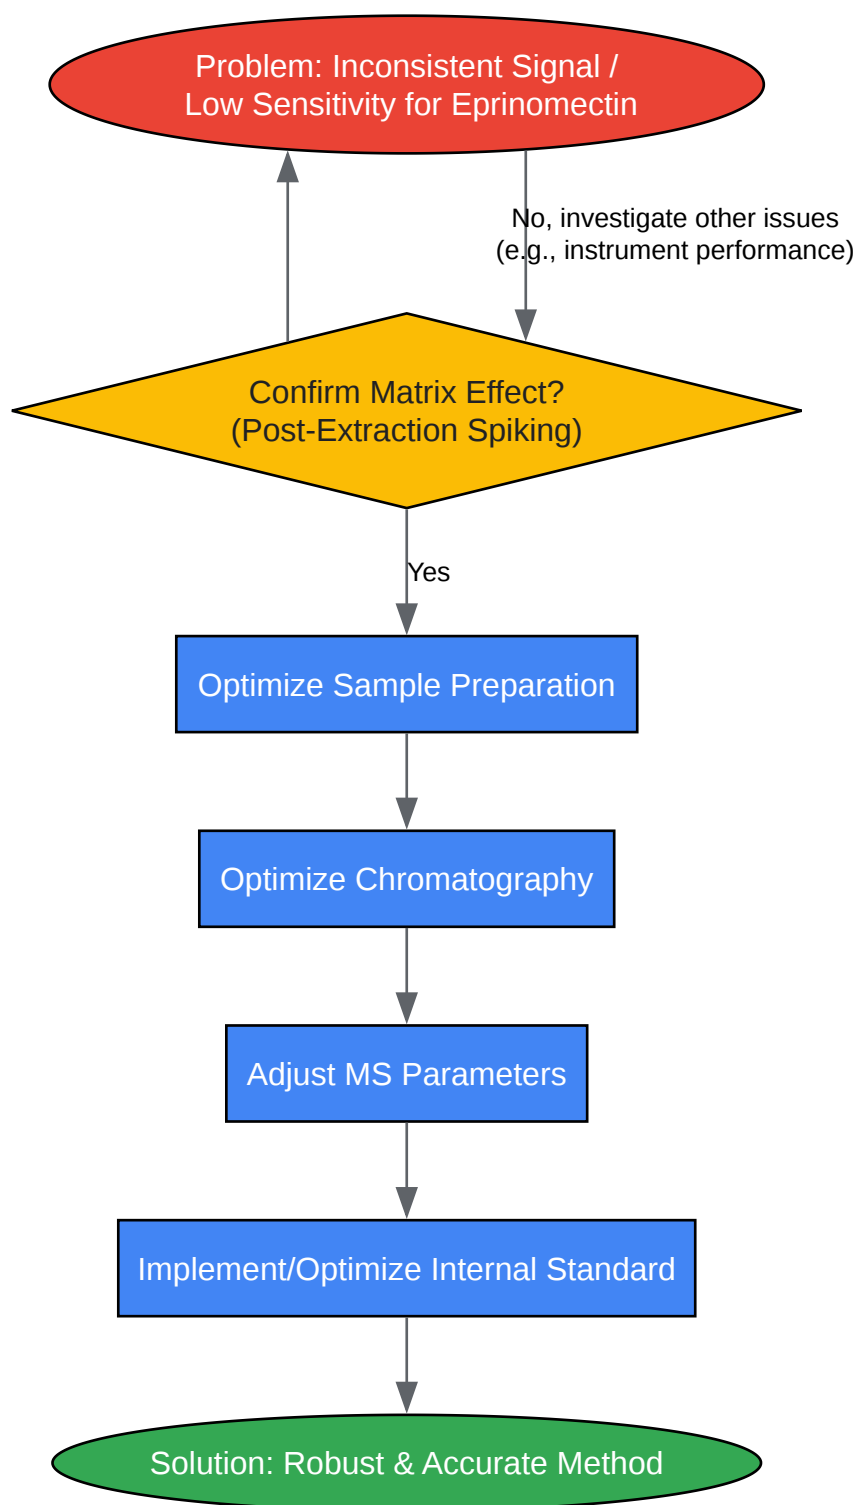 Problem: Inconsistent Signal /
Low Sensitivity for Eprinomectin
No, investigate other issues
(e.g., instrument performance)
Confirm Matrix Effect?
(Post-Extraction Spiking)
Yes
Optimize Sample Preparation
Optimize Chromatography
Adjust MS Parameters
Implement/Optimize Internal Standard
Solution: Robust & Accurate Method